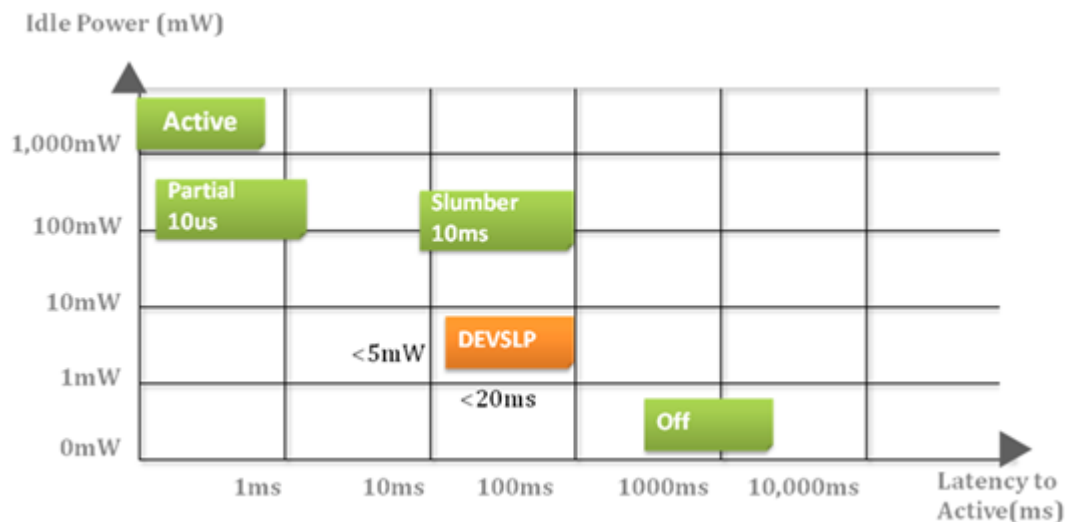 Idle Power (mW)
Active
1,000mW
Partial
10us
Slumber
10ms
100mW
10mW
DEVSLP
<5mW
1mW
<20ms
Off
0mW
1ms
10ms
100ms
1000ms
10,000ms
Latency to
Active(ms)